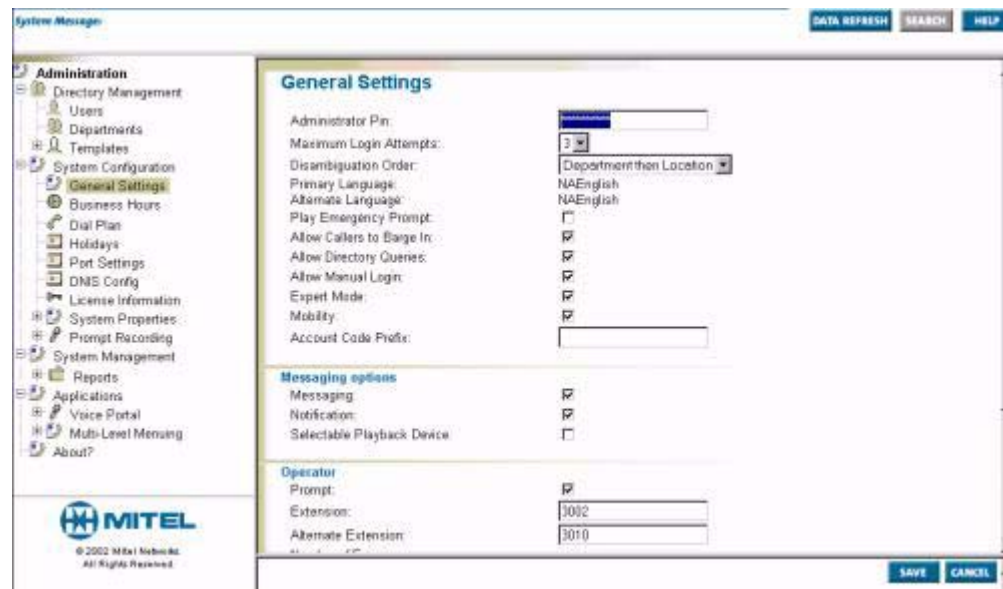 System Messages
DATA REFRESH
SEARCH
HELP
Administration
Directory Management
Users
Departments
Templates
System Configuration
General Settings
Business Hours
Dial Plan
Holidays
Port Settings
DNIS Config
License Information
System Properties
Prompt Recording
System Management
Reports
Applications
Voice Portal
Multi-Level Menuing
About?
MITEL
© 2002 Mitel Networks
All Rights Reserved
General Settings
Administrator Pin:
Maximum Login Attempts: 3
Disambiguation Order: Department then Location
Primary Language: NAEnglish
Alternate Language: NAEnglish
Play Emergency Prompt:
Allow Callers to Barge In:
Allow Directory Queries:
Allow Manual Login:
Expert Mode:
Mobility:
Account Code Prefix:
Messaging options
Messaging:
Notification:
Selectable Playback Device:
Operator
Prompt:
Extension: 3002
Alternate Extension: 3010
SAVE
CANCEL